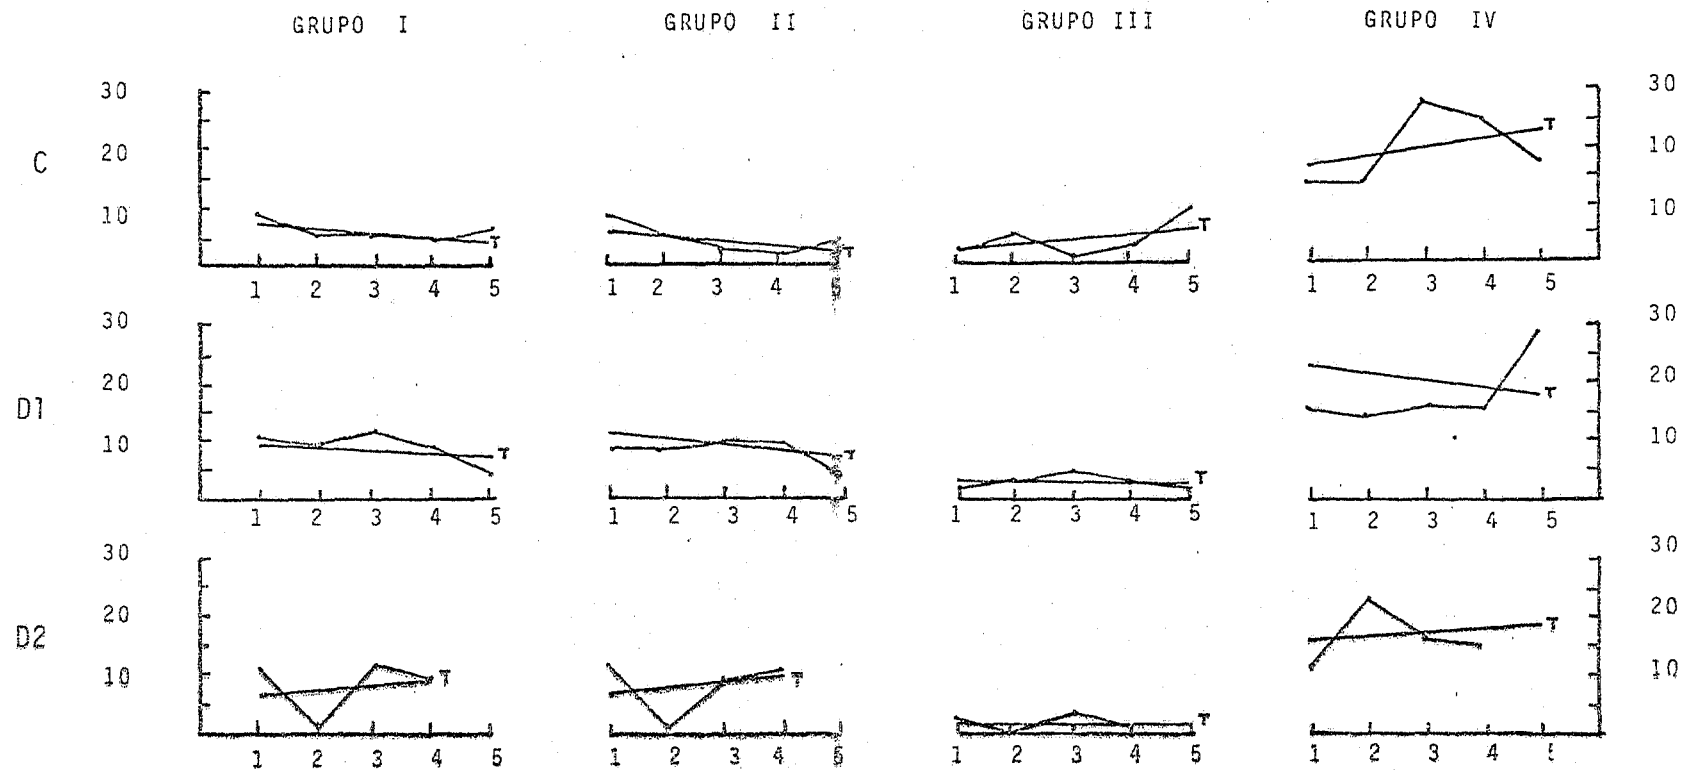 GRUPO I GRUPO II GRUPO III GRUPO IV
30 30
C 20 10
10 10
T T T T
1 2 3 4 5 1 2 3 4 5 1 2 3 4 5 1 2 3 4 5
30 30
20 20
D1
10 10
T T T T
1 2 3 4 5 1 2 3 4 5 1 2 3 4 5 1 2 3 4 5
30 30
20 20
D2
10 10
T T T T
1 2 3 4 5 1 2 3 4 5 1 2 3 4 5 1 2 3 4